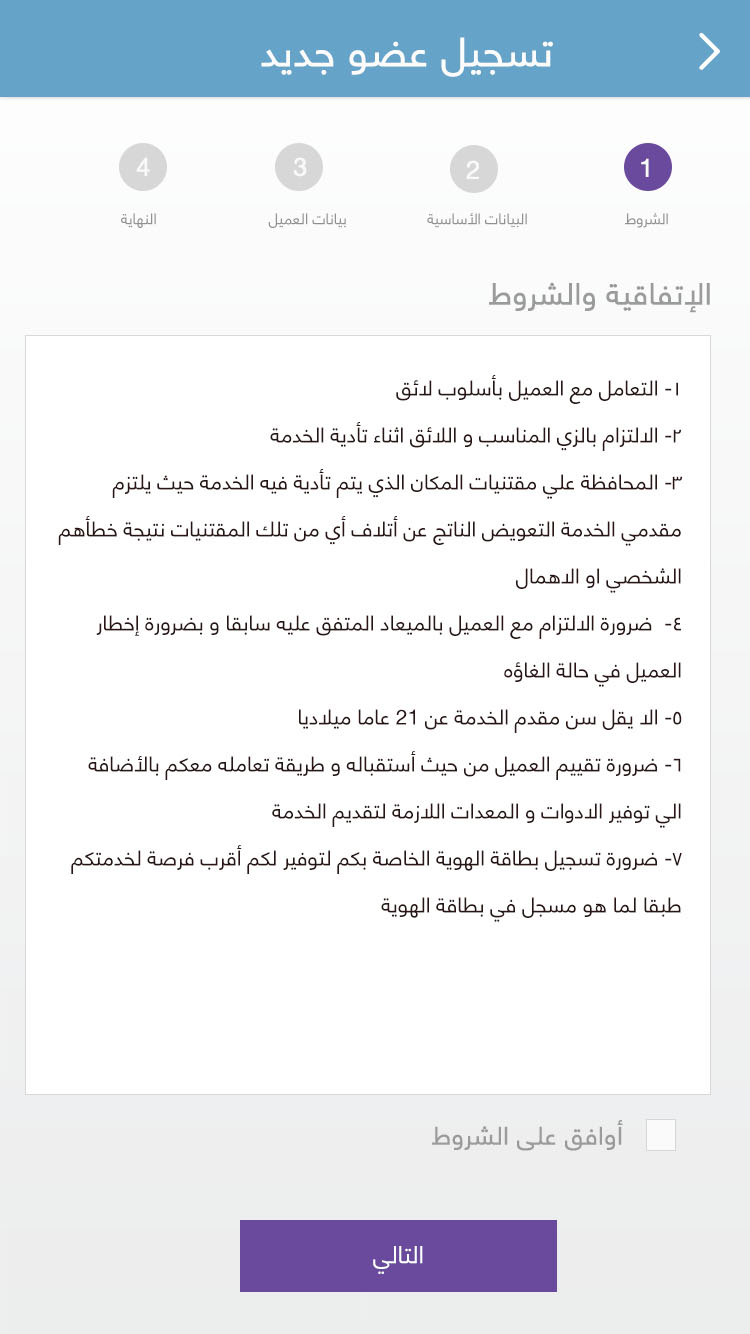 تسجيل عضو جديد
1
2
3
4
الشروط
البيانات الأساسية
بيانات العميل
النهاية
الإتفاقية والشروط
١- التعامل مع العميل بأسلوب لائق
٢- الالتزام بالزي المناسب و اللائق اثناء تأدية الخدمة
٣- المحافظة علي مقتنيات المكان الذي يتم تأدية فيه الخدمة حيث يلتزم
مقدمي الخدمة التعويض الناتج عن أتلاف أي من تلك المقتنيات نتيجة خطأهم
الشخصي او الاهمال
٤- ضرورة الالتزام مع العميل بالميعاد المتفق عليه سابقا و بضرورة إخطار
العميل في حالة الغاؤه
٥- الا يقل سن مقدم الخدمة عن 21 عاما ميلاديا
٦- ضرورة تقييم العميل من حيث أستقباله و طريقة تعامله معكم بالأضافة
الي توفير الادوات و المعدات اللازمة لتقديم الخدمة
٧- ضرورة تسجيل بطاقة الهوية الخاصة بكم لتوفير لكم أقرب فرصة لخدمتكم
طبقا لما هو مسجل في بطاقة الهوية
أوافق على الشروط
التالي